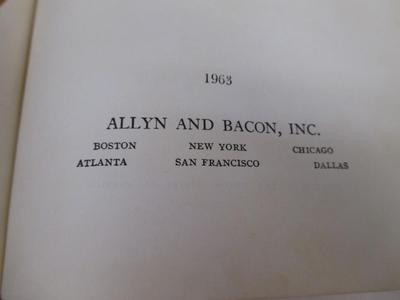 1963
ALLYN AND BACON, INC.
BOSTON NEW YORK CHICAGO
ATLANTA SAN FRANCISCO DALLAS